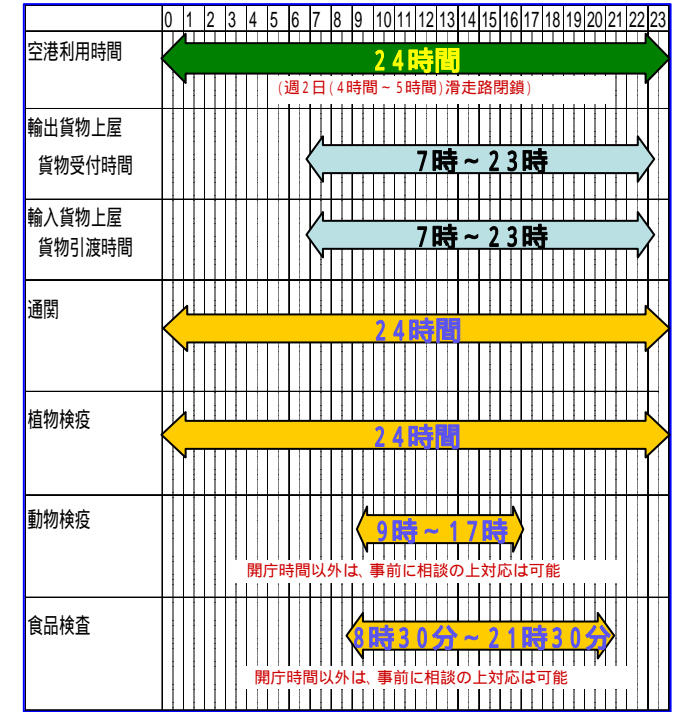 0 1 2 3 4 5 6 7 8 9 10 11 12 13 14 15 16 17 18 19 20 21 22 23
空港利用時間
24時間
(週2日(4時間~5時間)滑走路閉鎖)
輸出貨物上屋
貨物受付時間
7時~23時
輸入貨物上屋
貨物引渡時間
7時~23時
通関
24時間
植物検疫
24時間
動物検疫
9時~17時
開庁時間以外は、事前に相談の上対応は可能
食品検査
8時30分~21時30分
開庁時間以外は、事前に相談の上対応は可能